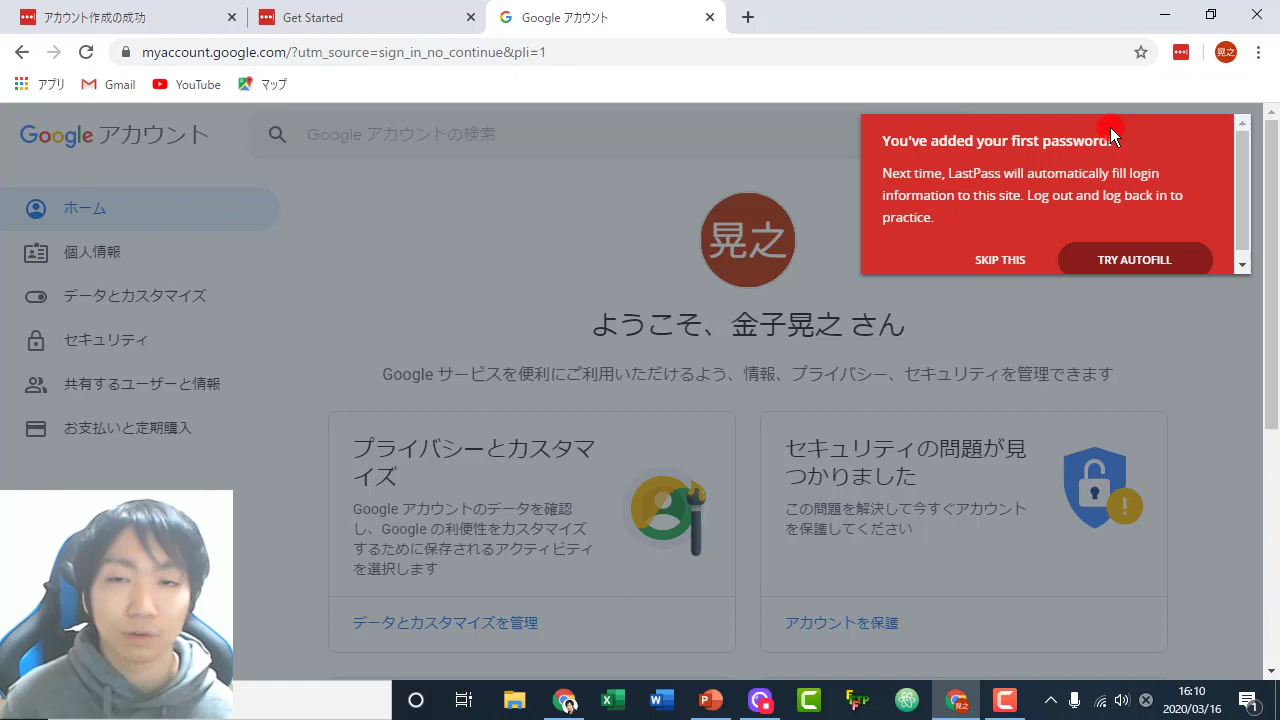 アカウント作成の成功
Get Started
Google アカウント
myaccount.google.com/?utm_source=sign_in_no_continue&pli=1
晃之
アプリ
Gmail
YouTube
マップ
Google アカウント
Google アカウントの検索
You've added your first password!
Next time, LastPass will automatically fill login
information to this site. Log out and log back in to
practice.
SKIP THIS
TRY AUTOFILL
ホーム
個人情報
データとカスタマイズ
セキュリティ
共有するユーザーと情報
お支払いと定期購入
晃之
ようこそ、金子晃之 さん
Google サービスを便利にご利用いただけるよう、情報、プライバシー、セキュリティを管理できます
プライバシーとカスタマ
イズ
Google アカウントのデータを確認
し、Google の利便性をカスタマイズ
するために保存されるアクティビティ
を選択します
データとカスタマイズを管理
セキュリティの問題が見
つかりました
この問題を解決して今すぐアカウント
を保護してください
アカウントを保護
16:10
2020/03/16